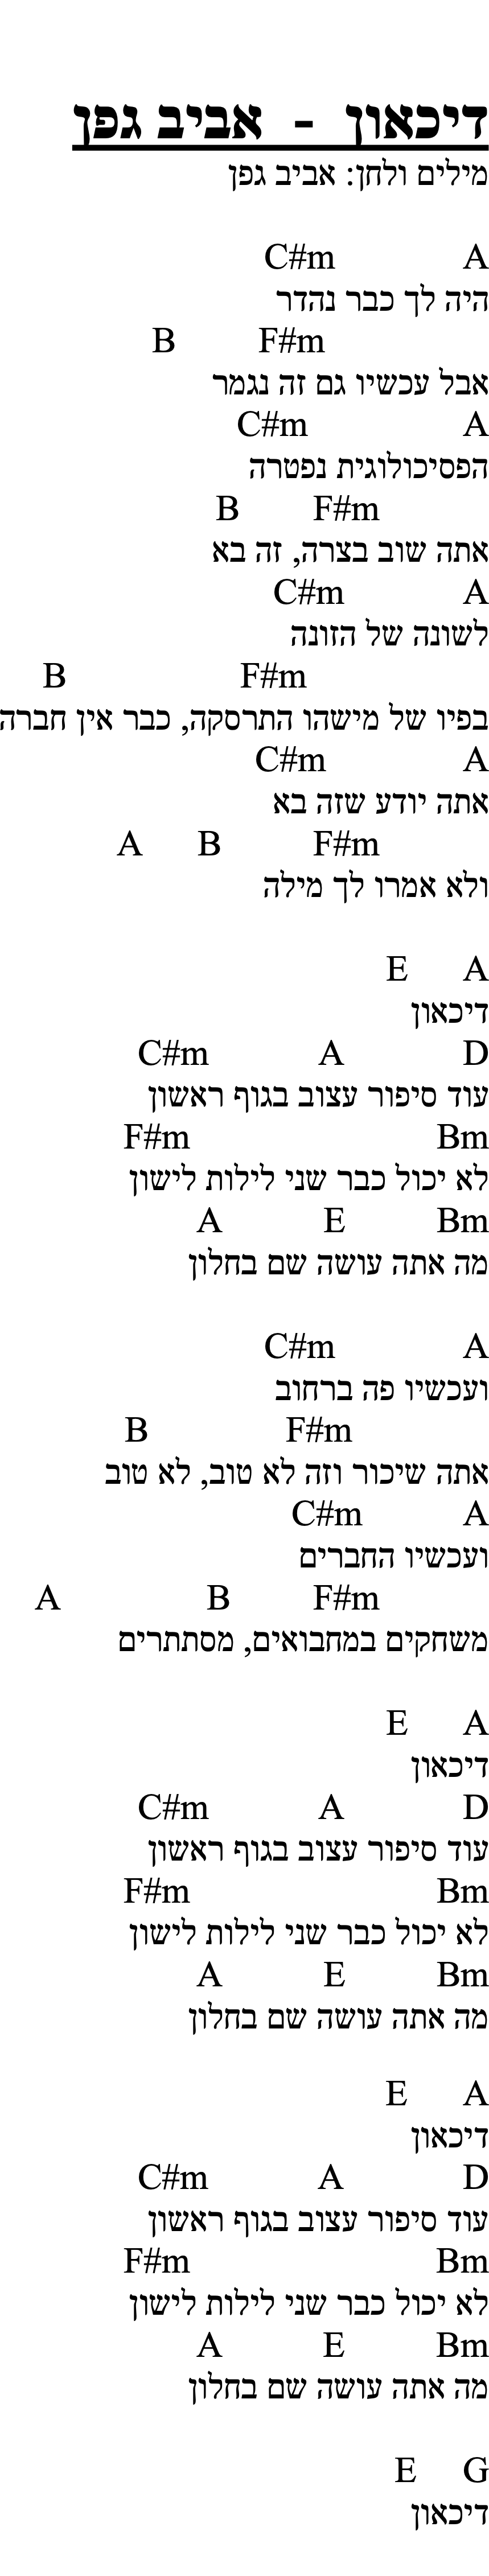 דיכאון - אביב גפן
מילים ולחן: אביב גפן
A C#m
היה לך כבר נהדר
F#m B
אבל עכשיו גם זה נגמר
A C#m
הפסיכולוגית נפטרה
F#m B
אתה שוב בצרה, זה בא
A C#m
לשונה של הזונה
F#m B
בפיו של מישהו התרסקה, כבר אין חברה
A C#m
אתה יודע שזה בא
F#m B A
ולא אמרו לך מילה
A E
דיכאון
D A C#m
עוד סיפור עצוב בגוף ראשון
Bm F#m
לא יכול כבר שני לילות לישון
Bm E A
מה אתה עושה שם בחלון
A C#m
ועכשיו פה ברחוב
F#m B
אתה שיכור וזה לא טוב, לא טוב
A C#m
ועכשיו החברים
F#m B A
משחקים במחבואים, מסתתרים
A E
דיכאון
D A C#m
עוד סיפור עצוב בגוף ראשון
Bm F#m
לא יכול כבר שני לילות לישון
Bm E A
מה אתה עושה שם בחלון
A E
דיכאון
D A C#m
עוד סיפור עצוב בגוף ראשון
Bm F#m
לא יכול כבר שני לילות לישון
Bm E A
מה אתה עושה שם בחלון
G E
דיכאון